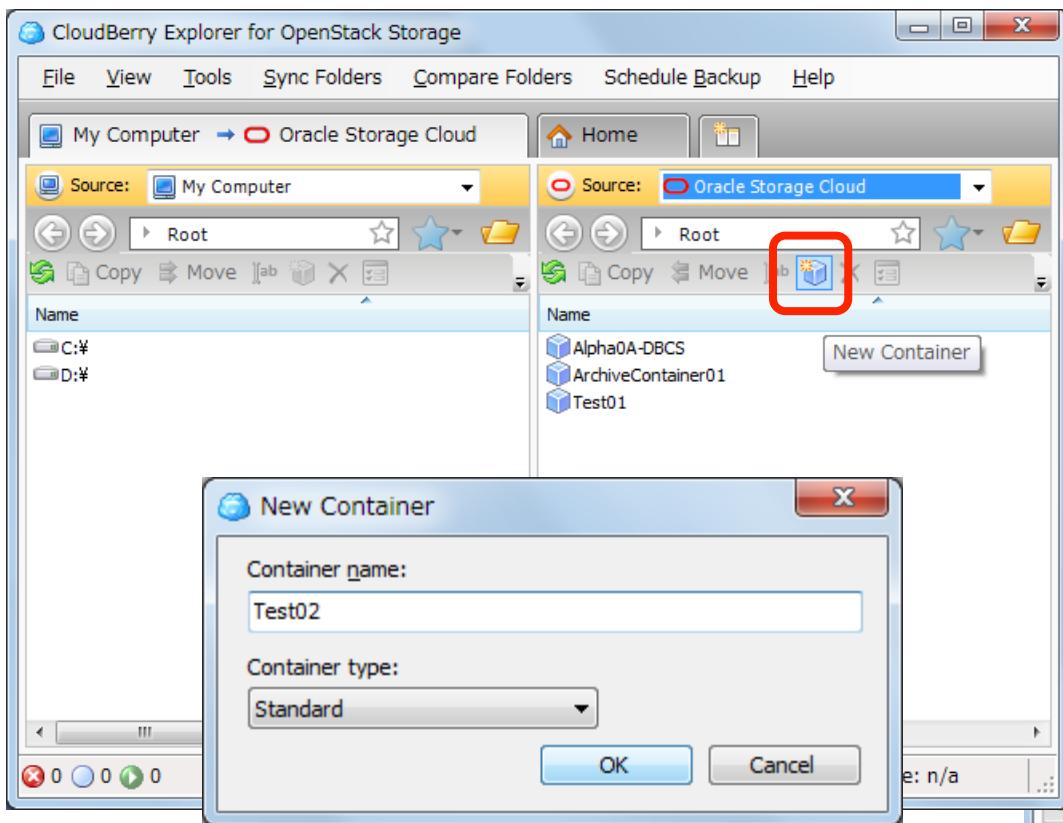 CloudBerry Explorer for OpenStack Storage
File View Tools Sync Folders Compare Folders Schedule Backup Help
My Computer → Oracle Storage Cloud Home
Source: My Computer Source: Oracle Storage Cloud
Root Root
Copy Move Copy Move
Name Name
C:¥ Alpha0A-DBCS New Container
D:¥ ArchiveContainer01
Test01
New Container
Container name:
Test02
Container type:
Standard
OK Cancel
0 0 0 e: n/a